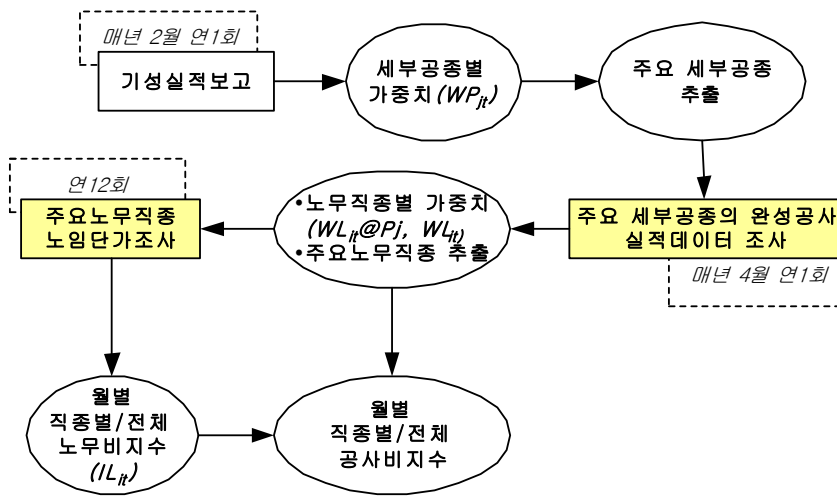 매년 2월 연1회
기성실적보고
세부공종별
가중치(WPjt)
주요 세부공종
추출
연12회
주요노무직종
노임단가조사
•노무직종별 가중치
(WLit@Pj, WLit)
•주요노무직종 추출
주요 세부공종의 완성공사
실적데이터 조사
매년 4월 연1회
월별
직종별/전체
노무비지수
(ILit)
월별
직종별/전체
공사비지수